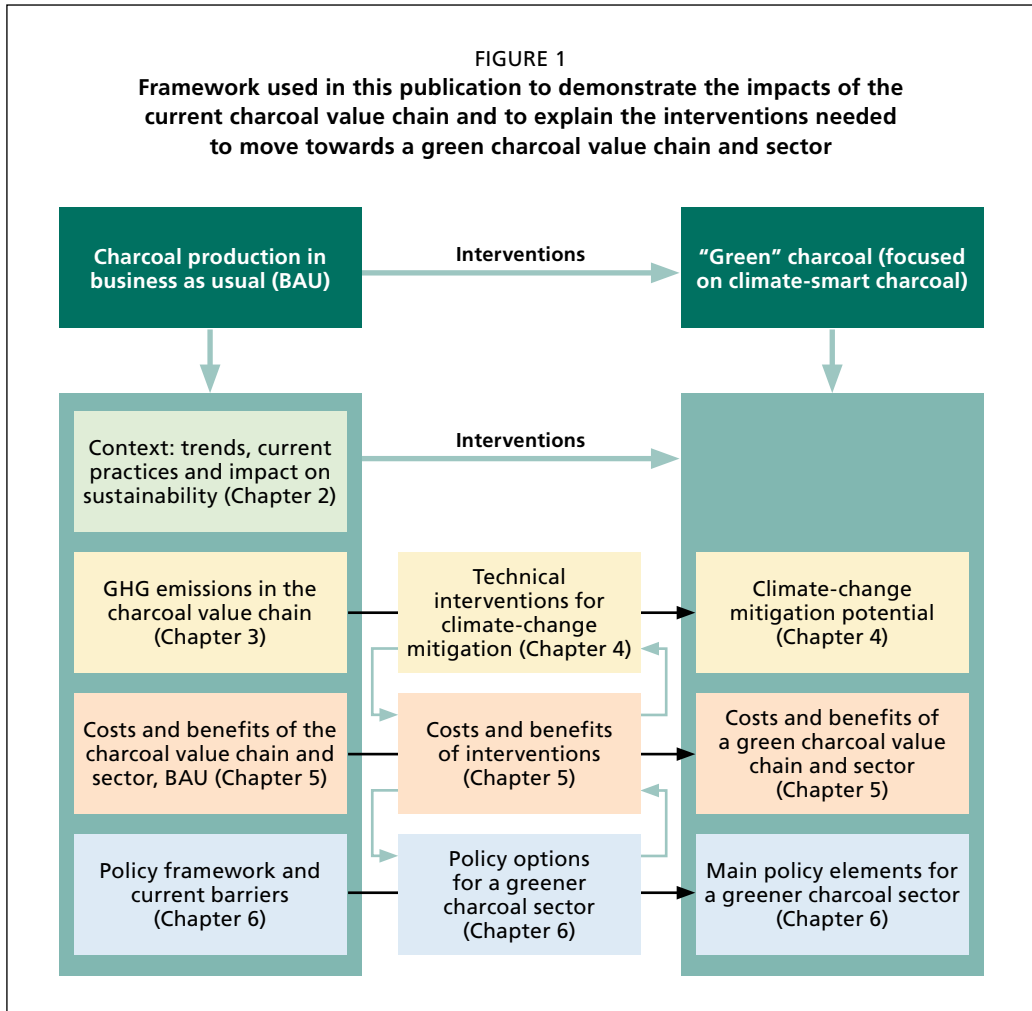 FIGURE 1
Framework used in this publication to demonstrate the impacts of the
current charcoal value chain and to explain the interventions needed
to move towards a green charcoal value chain and sector
Charcoal production in
business as usual (BAU)
Interventions
“Green” charcoal (focused
on climate-smart charcoal)
Context: trends, current
practices and impact on
sustainability (Chapter 2)
Interventions
GHG emissions in the
charcoal value chain
(Chapter 3)
Technical
interventions for
climate-change
mitigation (Chapter 4)
Climate-change
mitigation potential
(Chapter 4)
Costs and benefits of the
charcoal value chain and
sector, BAU (Chapter 5)
Costs and benefits
of interventions
(Chapter 5)
Costs and benefits of
a green charcoal value
chain and sector
(Chapter 5)
Policy framework and
current barriers
(Chapter 6)
Policy options
for a greener
charcoal sector
(Chapter 6)
Main policy elements for
a greener charcoal sector
(Chapter 6)